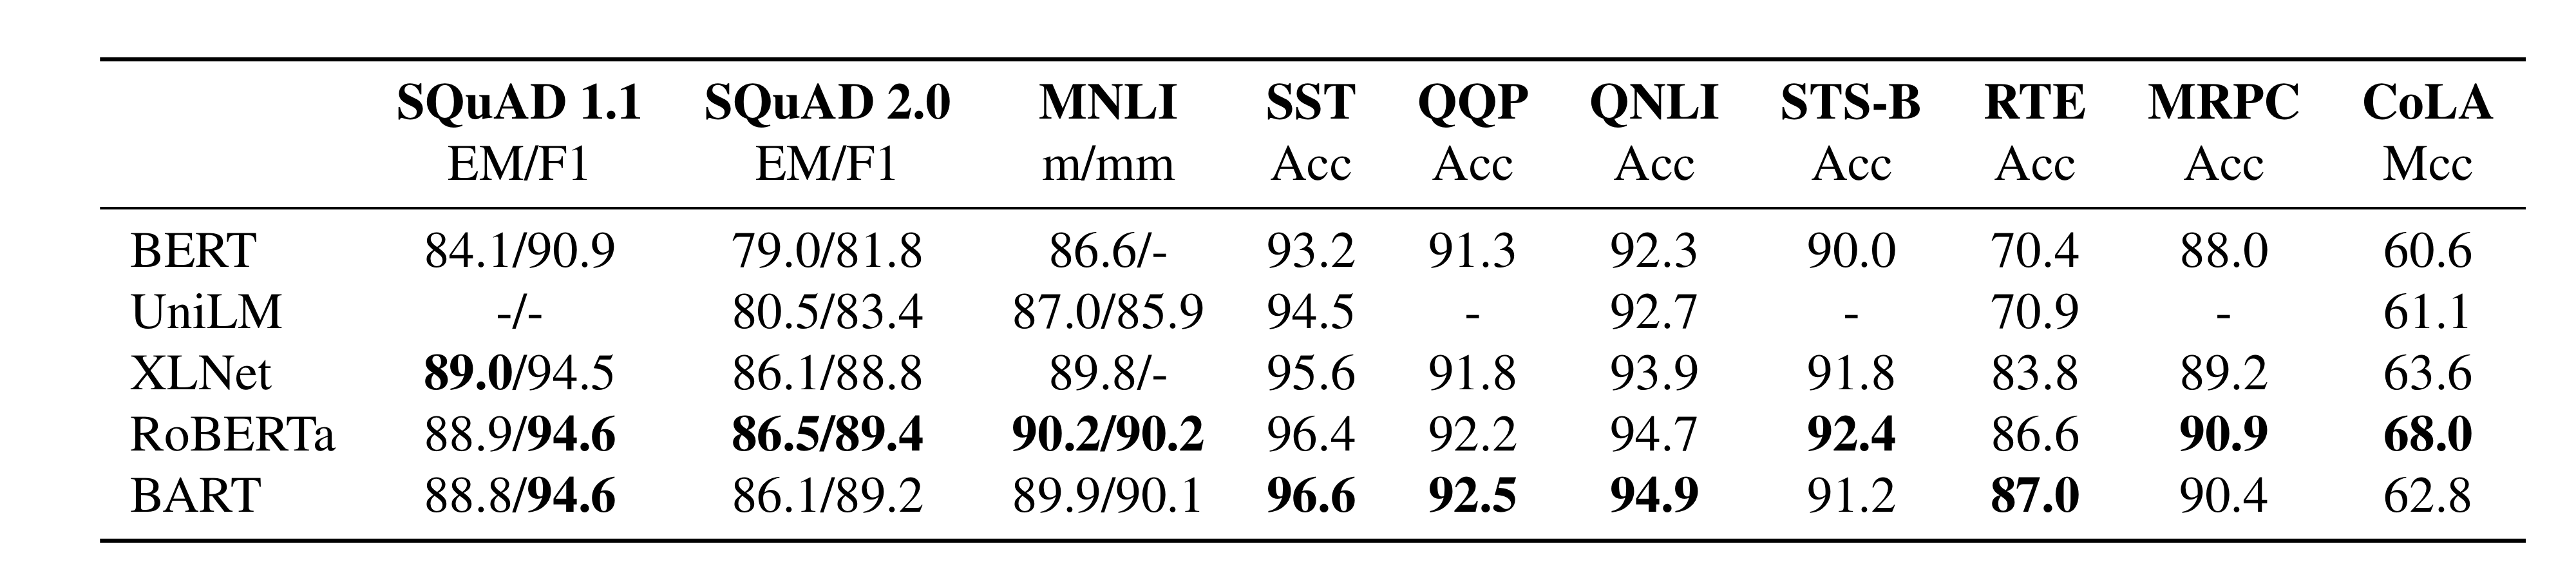 SQuAD 1.1 SQuAD 2.0 MNLI SST QQP QNLI STS-B RTE MRPC CoLA
EM/F1 EM/F1 m/mm Acc Acc Acc Acc Acc Acc Mcc
BERT 84.1/90.9 79.0/81.8 86.6/- 93.2 91.3 92.3 90.0 70.4 88.0 60.6
UniLM -/- 80.5/83.4 87.0/85.9 94.5 - 92.7 - 70.9 - 61.1
XLNet 89.0/94.5 86.1/88.8 89.8/- 95.6 91.8 93.9 91.8 83.8 89.2 63.6
RoBERTa 88.9/94.6 86.5/89.4 90.2/90.2 96.4 92.2 94.7 92.4 86.6 90.9 68.0
BART 88.8/94.6 86.1/89.2 89.9/90.1 96.6 92.5 94.9 91.2 87.0 90.4 62.8